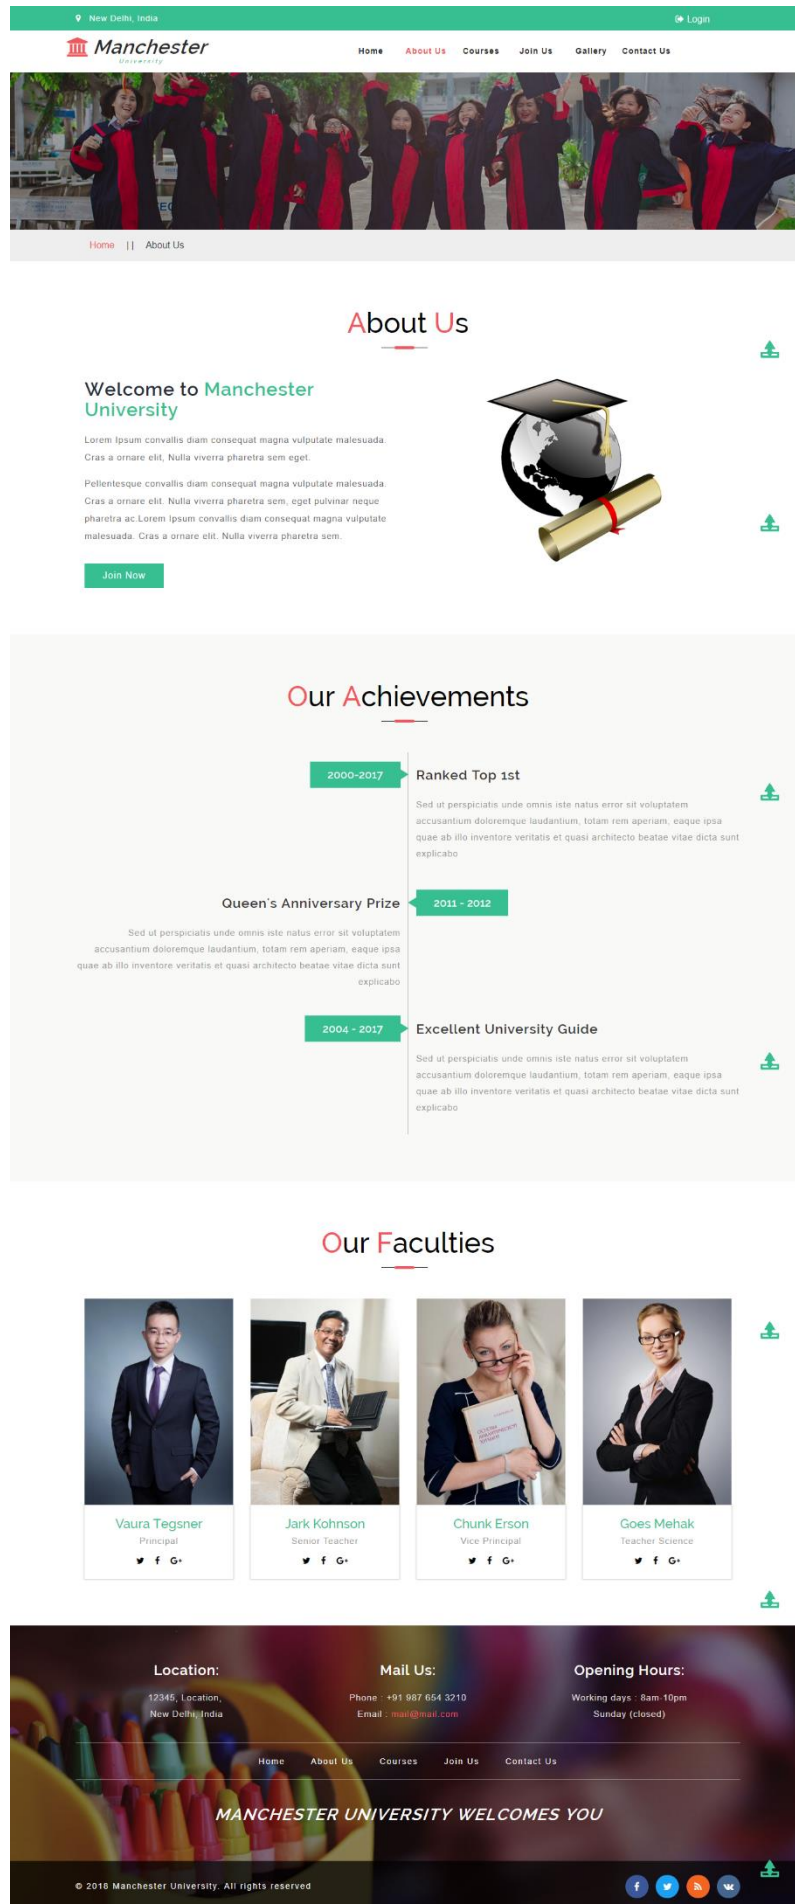 New Delhi, India
Login
Manchester
University
Home About Us Courses Join Us Gallery Contact Us
Home || About Us
About Us
Welcome to Manchester
University
Lorem Ipsum convallis diam consequat magna vulputate malesuada.
Cras a ornare elit, Nulla viverra pharetra sem eget.
Pellentesque convallis diam consequat magna vulputate malesuada.
Cras a ornare elit. Nulla viverra pharetra sem, eget pulvinar neque
pharetra ac.Lorem Ipsum convallis diam consequat magna vulputate
malesuada. Cras a ornare elit. Nulla viverra pharetra sem.
Join Now
Our Achievements
2000-2017
Ranked Top 1st
Sed ut perspiciatis unde omnis iste natus error sit voluptatem
accusantium doloremque laudantium, totam rem aperiam, eaque ipsa
quae ab illo inventore veritatis et quasi architecto beatae vitae dicta sunt
explicabo
Queen's Anniversary Prize
2011 - 2012
Sed ut perspiciatis unde omnis iste natus error sit voluptatem
accusantium doloremque laudantium, totam rem aperiam, eaque ipsa
quae ab illo inventore veritatis et quasi architecto beatae vitae dicta sunt
explicabo
2004 - 2017
Excellent University Guide
Sed ut perspiciatis unde omnis iste natus error sit voluptatem
accusantium doloremque laudantium, totam rem aperiam, eaque ipsa
quae ab illo inventore veritatis et quasi architecto beatae vitae dicta sunt
explicabo
Our Faculties
Vaura Tegsner
Principal
Jark Kohnson
Senior Teacher
Chunk Erson
Vice Principal
Goes Mehak
Teacher Science
Location:
12345, Location,
New Delhi, India
Mail Us:
Phone : +91 987 654 3210
Email : mail@mail.com
Opening Hours:
Working days : 8am-10pm
Sunday (closed)
Home About Us Courses Join Us Contact Us
MANCHESTER UNIVERSITY WELCOMES YOU
© 2018 Manchester University. All rights reserved